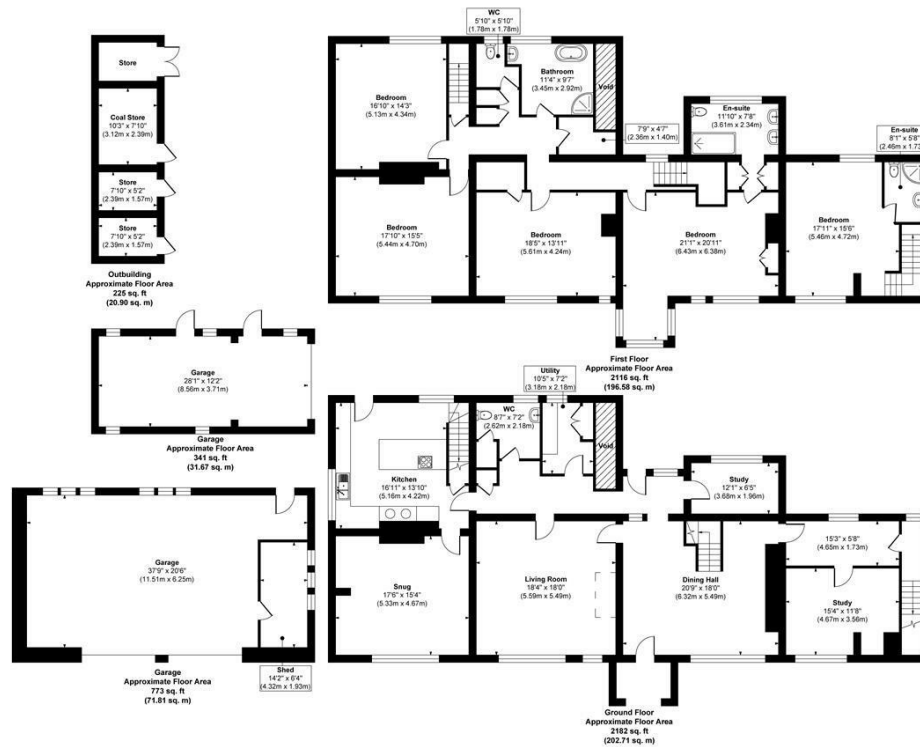 Store
Coal Store
10'3" x 7'10"
(3.12m x 2.39m)
Store
7'10" x 5'2"
(2.39m x 1.57m)
Store
7'10" x 5'2"
(2.39m x 1.57m)
Outbuilding
Approximate Floor Area
225 sq. ft
(20.90 sq. m)
Garage
28'1" x 12'2"
(8.56m x 3.71m)
Garage
Approximate Floor Area
341 sq. ft
(31.67 sq. m)
Garage
37'9" x 20'6"
(11.51m x 6.25m)
Shed
14'2" x 6'4"
(4.32m x 1.93m)
Garage
Approximate Floor Area
773 sq. ft
(71.81 sq. m)
WC
5'10" x 5'10"
(1.78m x 1.78m)
Bedroom
16'10" x 14'3"
(5.13m x 4.34m)
Bathroom
11'4" x 9'7"
(3.45m x 2.92m)
Void
7'9" x 4'7"
(2.36m x 1.40m)
En-suite
11'10" x 7'8"
(3.61m x 2.34m)
En-suite
8'1" x 5'8"
(2.46m x 1.73
Bedroom
17'10" x 15'5"
(5.44m x 4.70m)
Bedroom
18'5" x 13'11"
(5.61m x 4.24m)
Bedroom
21'1" x 20'11"
(6.43m x 6.38m)
Bedroom
17'11" x 15'6"
(5.46m x 4.72m)
First Floor
Approximate Floor Area
2116 sq. ft
(196.58 sq. m)
Utility
10'5" x 7'2"
(3.18m x 2.18m)
WC
8'7" x 7'2"
(2.62m x 2.18m)
Void
Kitchen
16'11" x 13'10"
(5.16m x 4.22m)
Study
12'1" x 6'5"
(3.68m x 1.96m)
Snug
17'6" x 15'4"
(5.33m x 4.67m)
Living Room
18'4" x 18'0"
(5.59m x 5.49m)
Dining Hall
20'9" x 18'0"
(6.32m x 5.49m)
15'3" x 5'8"
(4.65m x 1.73m)
Study
15'4" x 11'8"
(4.67m x 3.56m)
Ground Floor
Approximate Floor Area
2182 sq. ft
(202.71 sq. m)